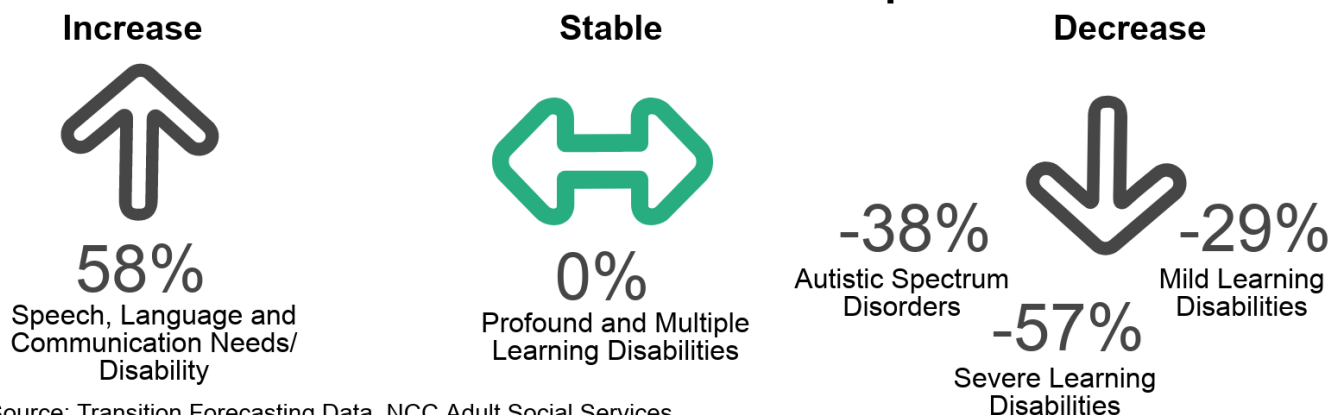 Increase
58%
Speech, Language and
Communication Needs/
Disability
Stable
0%
Profound and Multiple
Learning Disabilities
Decrease
-38%
Autistic Spectrum
Disorders
-29%
Mild Learning
Disabilities
-57%
Severe Learning
Disabilities
Source: Transition Forecasting Data, NCC Adult Social Services